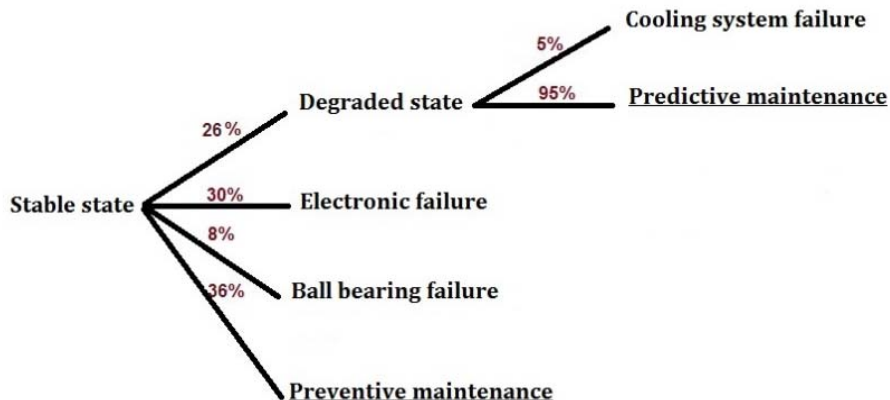 Cooling system failure
5%
Degraded state
95%
Predictive maintenance
26%
Stable state
30%
Electronic failure
8%
36%
Ball bearing failure
Preventive maintenance